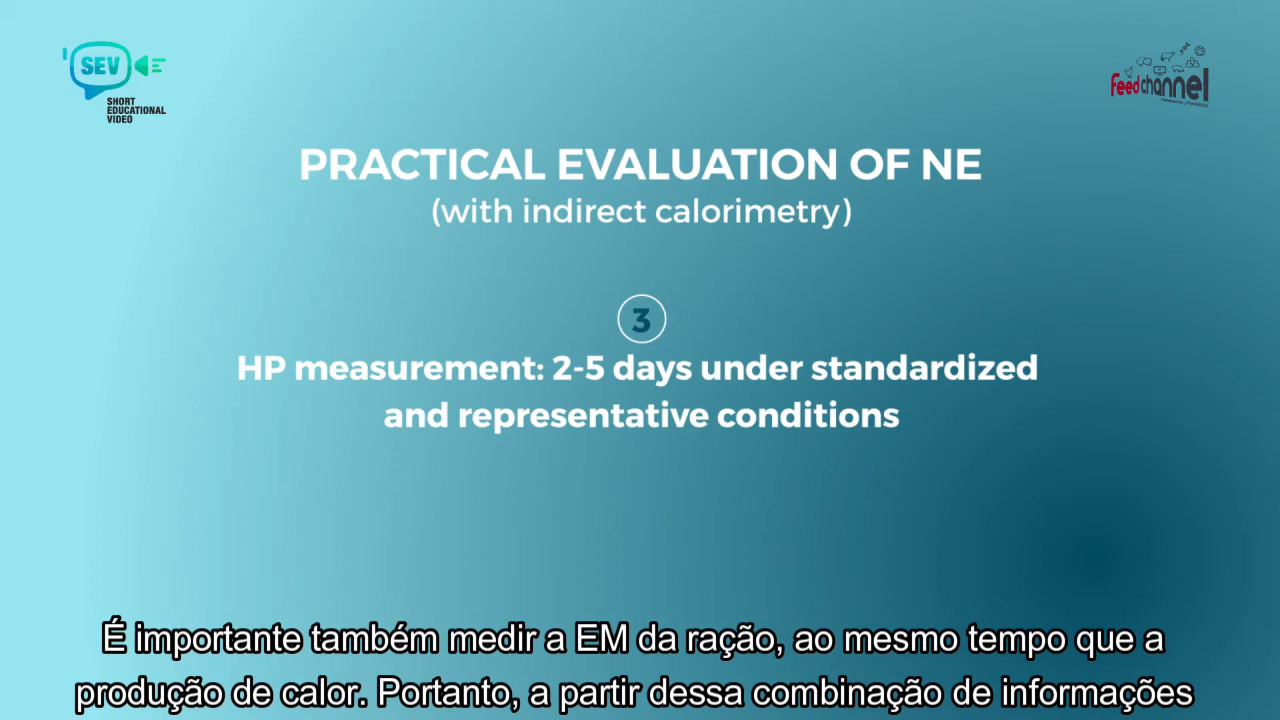 SEV
SHORT
EDUCATIONAL
VIDEO
feedchannel
PRACTICAL EVALUATION OF NE
(with indirect calorimetry)
3
HP measurement: 2-5 days under standardized
and representative conditions
É importante também medir a EM da ração, ao mesmo tempo que a
produção de calor. Portanto, a partir dessa combinação de informações